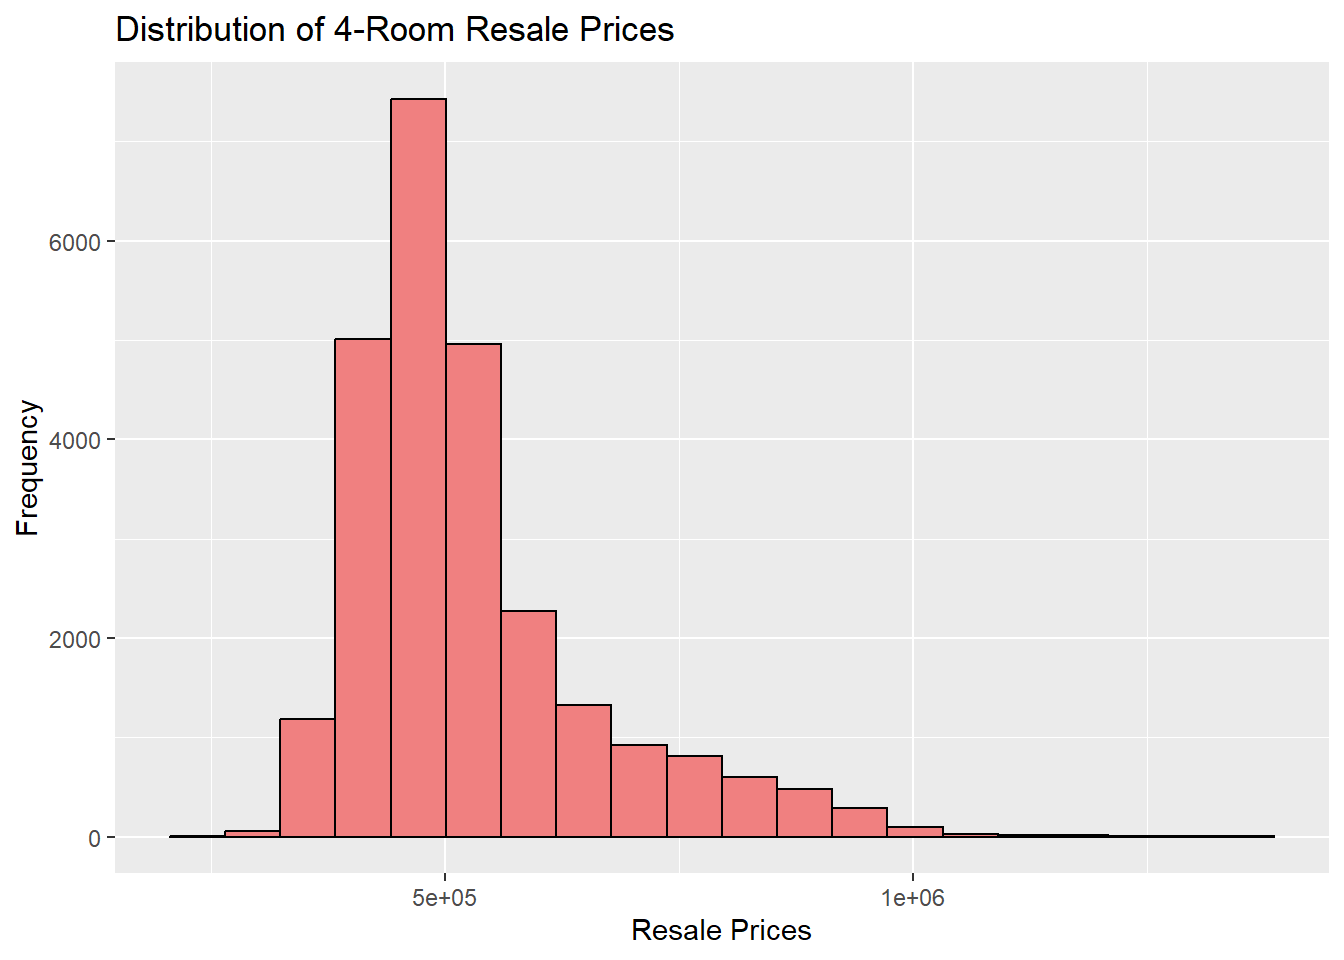 Distribution of 4-Room Resale Prices
6000
4000
2000
0
Frequency
5e+05
1e+06
Resale Prices